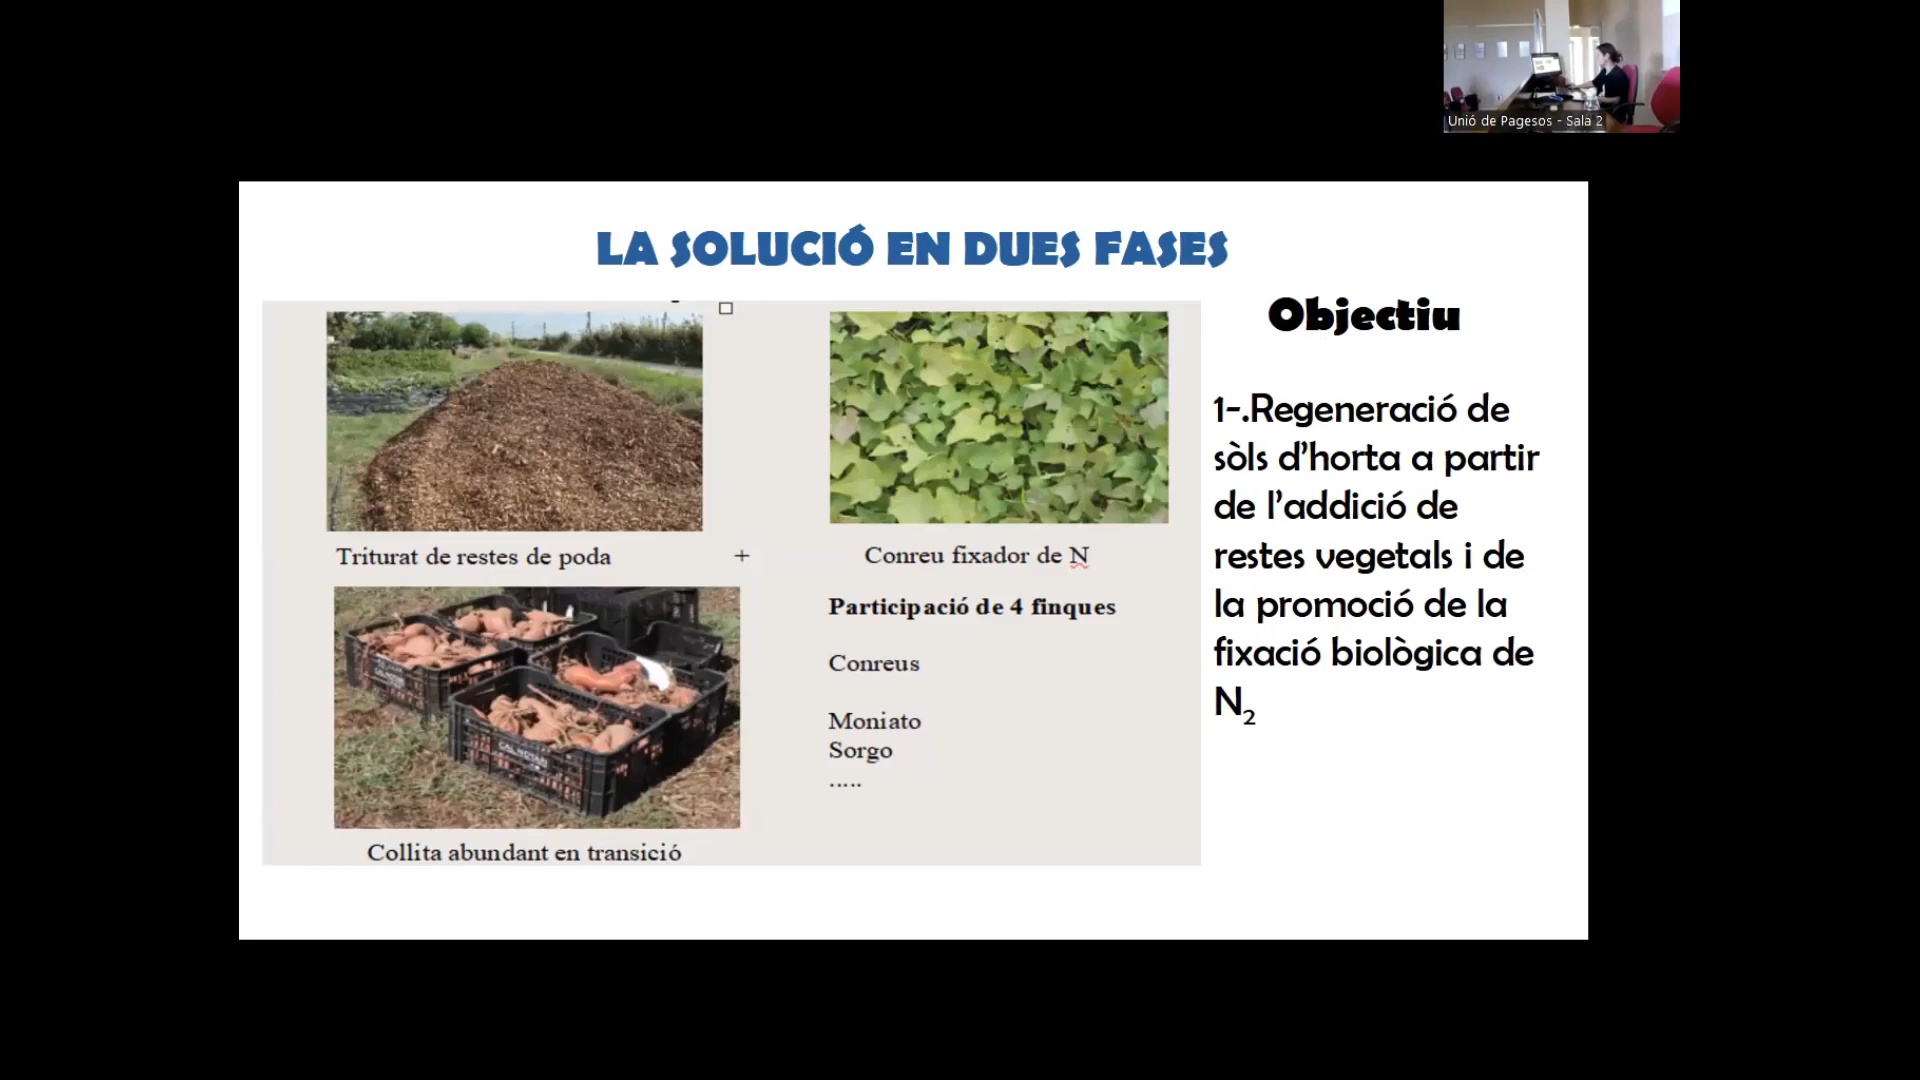 Unió de Pagesos - Sala 2
LA SOLUCIÓ EN DUES FASES
Triturat de restes de poda
+
Conreu fixador de N
Participació de 4 finques
Conreus
Moniato
Sorgo
.....
CAL NOTARI
Collita abundant en transició
Objectiu
1-.Regeneració de
sòls d’horta a partir
de l’addició de
restes vegetals i de
la promoció de la
fixació biològica de
N₂